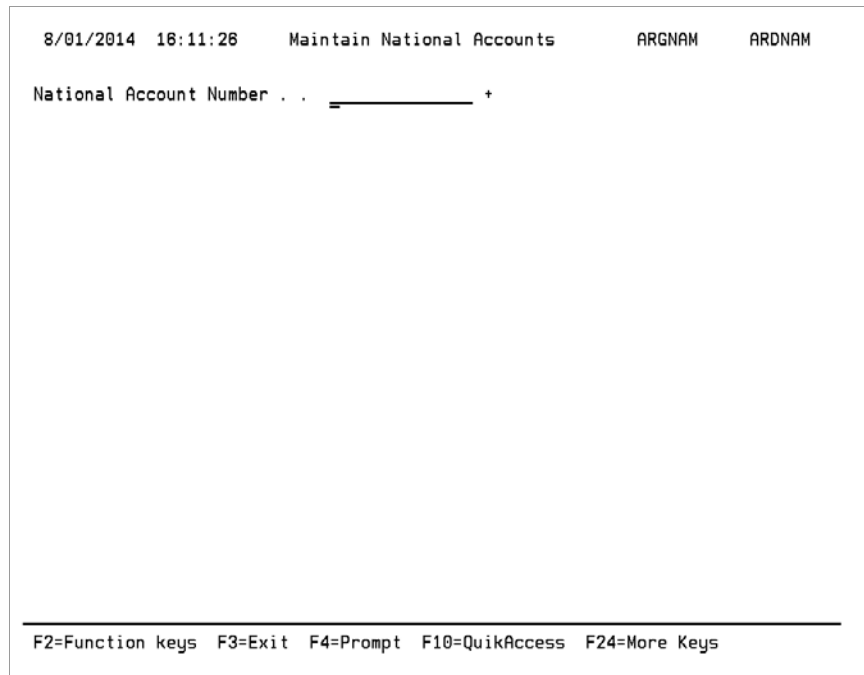 8/01/2014 16:11:26 Maintain National Accounts ARGNAM ARDNAM
National Account Number . . _______________ +
F2=Function keys F3=Exit F4=Prompt F10=QuikAccess F24=More Keys